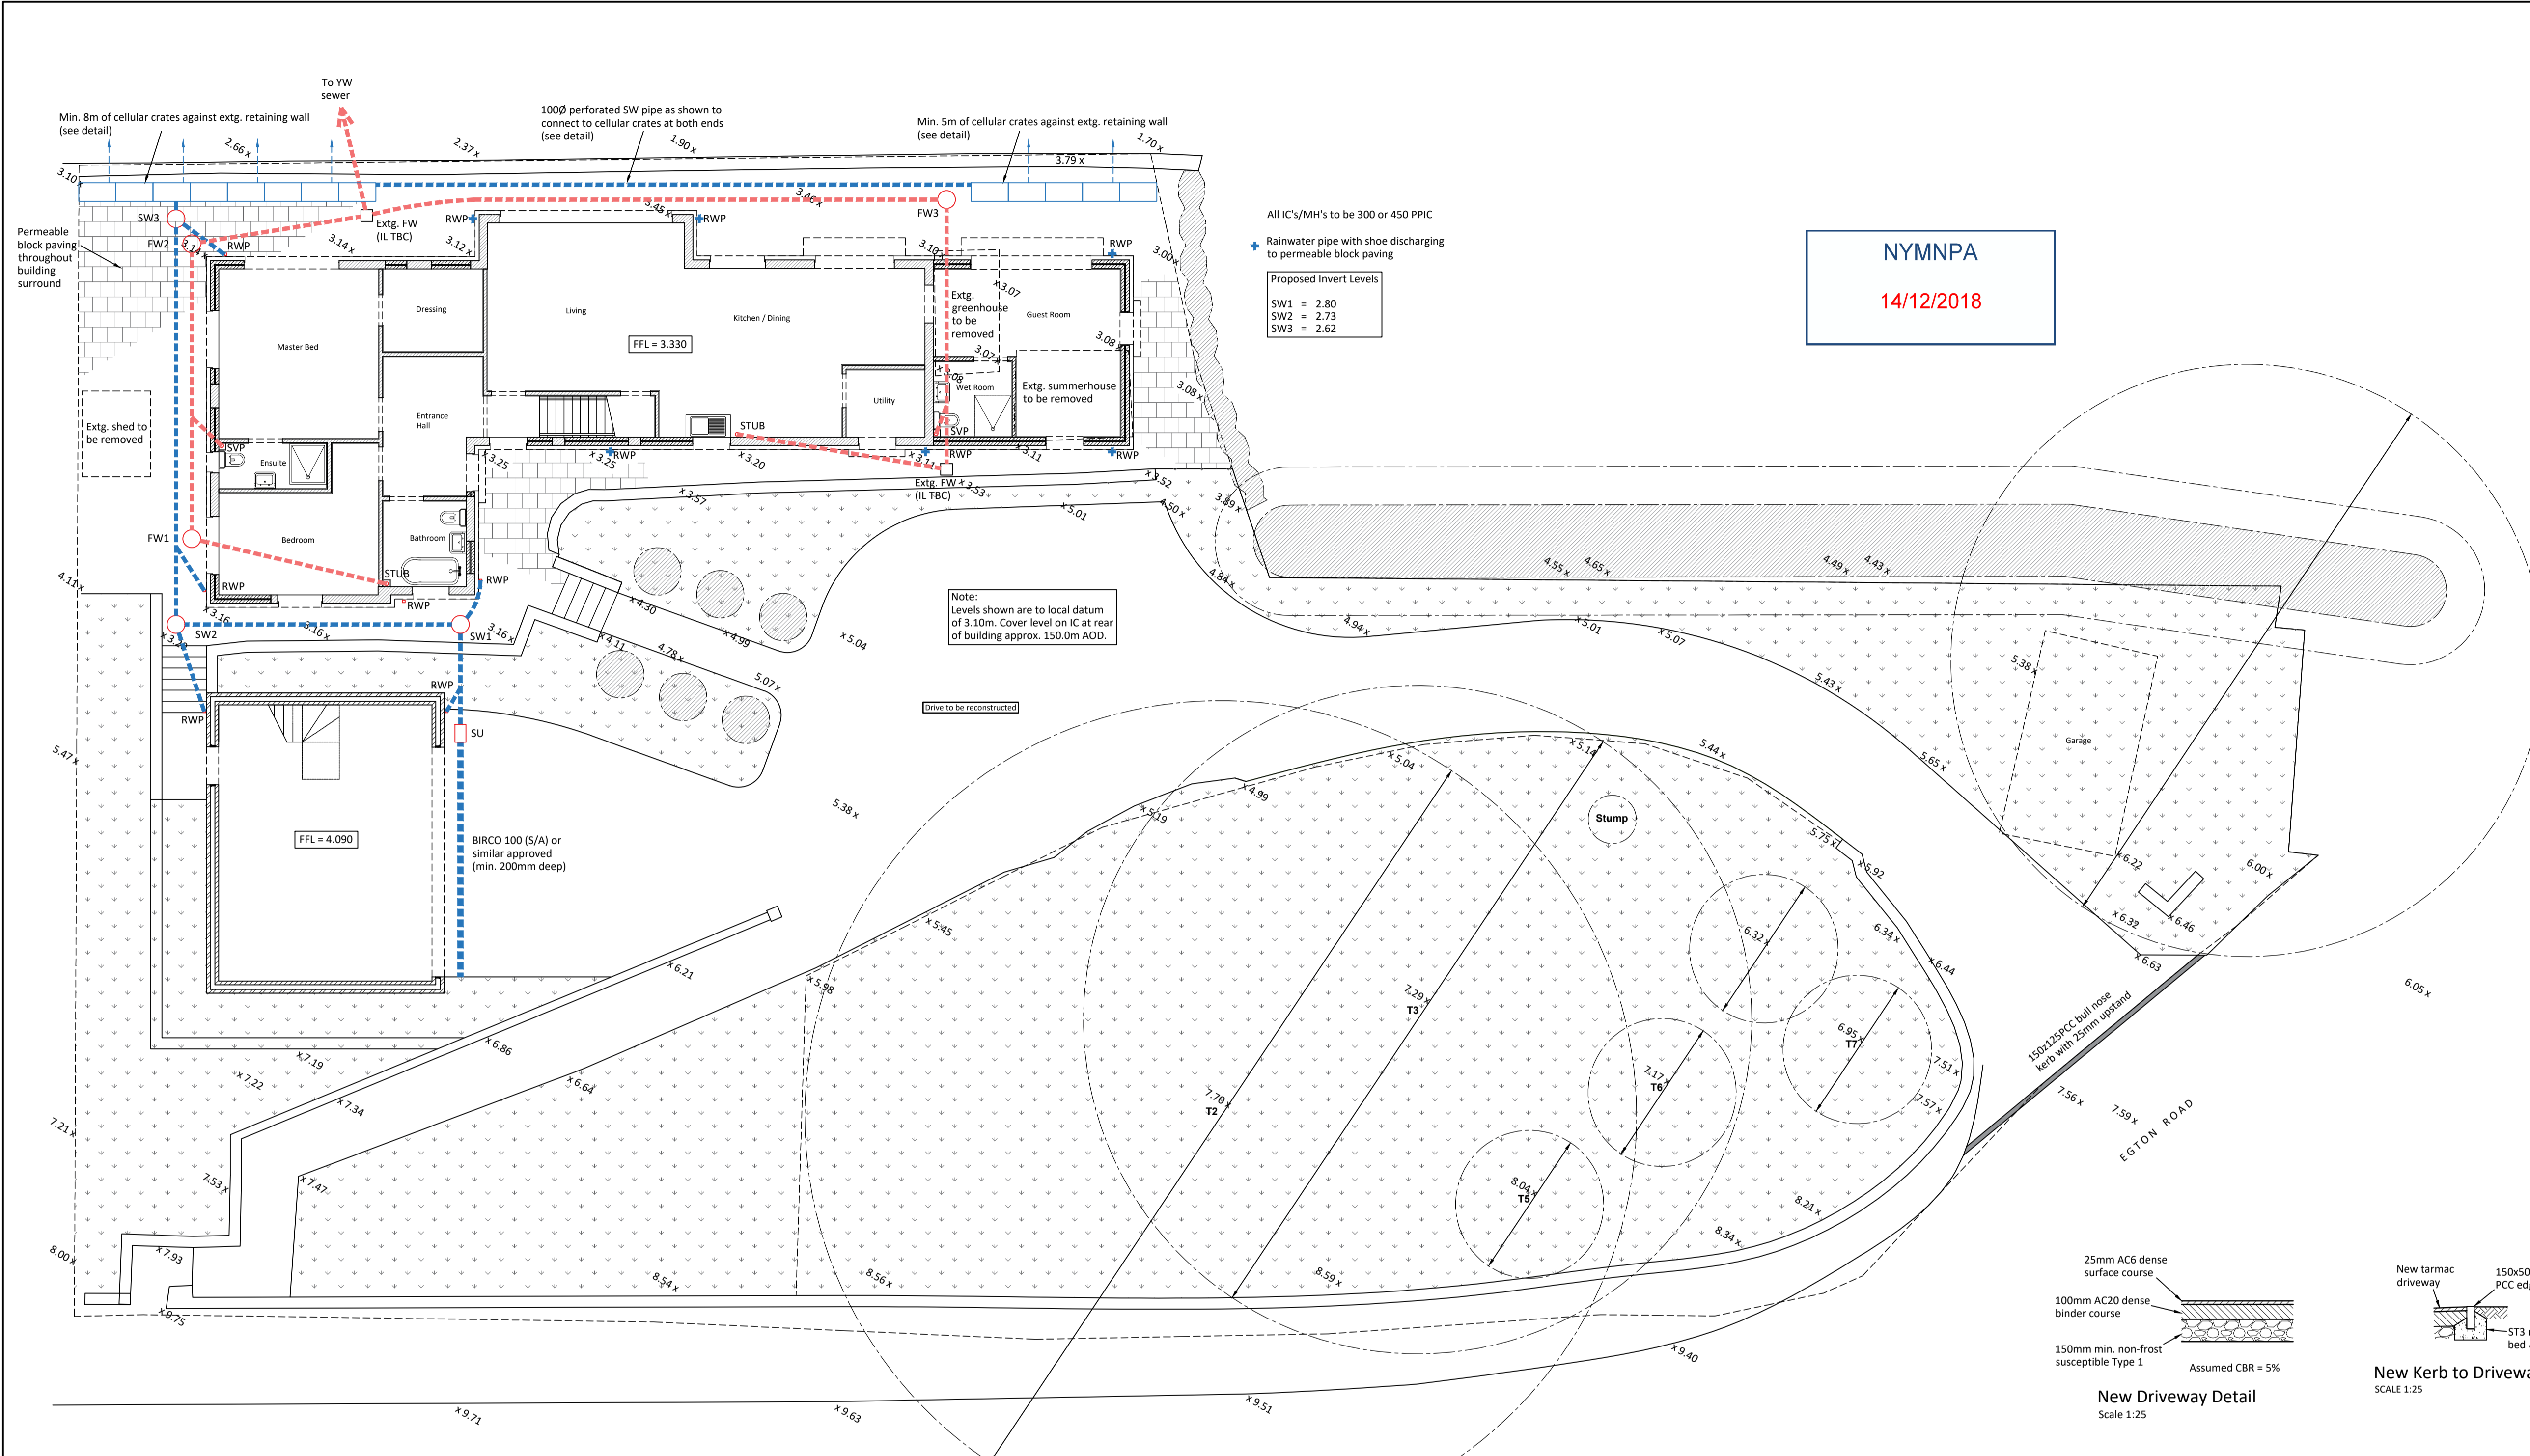 To YW
sewer
Min. 8m of cellular crates against extg. retaining wall
(see detail)
100Ø perforated SW pipe as shown to
connect to cellular crates at both ends
(see detail)
Min. 5m of cellular crates against extg. retaining wall
(see detail)
2.66 x
2.37 x
1.90 x
1.70 x
3.79 x
3.10 x
SW3
FW2
3.14 x
RWP
3.14 x
Extg. FW
(IL TBC)
3.12 x
RWP
3.45 x
RWP
3.46 x
FW3
3.10 x
RWP
3.00 x
Permeable
block paving
throughout
building
surround
All IC's/MH's to be 300 or 450 PPIC
Rainwater pipe with shoe discharging
to permeable block paving
Proposed Invert Levels
SW1 = 2.80
SW2 = 2.73
SW3 = 2.62
NYMNPA
14/12/2018
Master Bed
Dressing
Living
Kitchen / Dining
FFL = 3.330
Extg.
greenhouse
to be
removed
x 3.07
Guest Room
3.08 x
3.07 x
x 3.08
Wet Room
Extg. summerhouse
to be removed
3.08 x
Utility
Entrance
Hall
Extg. shed to
be removed
SVP
Ensuite
STUB
SVP
x 3.25
x 3.25
RWP
x 3.20
x 3.11
RWP
x 3.11
RWP
Extg. FW
(IL TBC)
x 3.53
x 3.52
3.89 x
4.50 x
x 5.01
x 3.57
FW1
Bedroom
Bathroom
STUB
RWP
RWP
RWP
4.11 x
x 3.16
3.16 x
3.16 x
SW2
SW1
x 4.30
x 4.99
x 4.11
4.78 x
5.07 x
x 5.04
Note:
Levels shown are to local datum
of 3.10m. Cover level on IC at rear
of building approx. 150.0m AOD.
4.84 x
4.94 x
4.55 x
4.65 x
4.49 x
4.43 x
x 5.01
x 5.07
5.38 x
5.43 x
Garage
RWP
RWP
SU
Drive to be reconstructed
5.47 x
5.38 x
FFL = 4.090
BIRCO 100 (S/A) or
similar approved
(min. 200mm deep)
x 5.19
x 4.99
x 5.04
x 5.14
5.44 x
5.65 x
Stump
5.75 x
x 5.92
x 6.22
6.00 x
x 6.32
x 6.46
x 6.63
6.05 x
x 5.45
x 5.98
x 6.21
6.32 x
6.34 x
x 6.44
7.29 x
T3
6.95 x
T7
7.51 x
7.57 x
150z125PCC bull nose
kerb with 25mm upstand
7.56 x
7.59 x
EGTON ROAD
x 6.86
x 7.19
x 7.22
x 7.34
x 6.64
7.70 x
T2
7.17 x
T6
8.04 x
T5
8.21 x
8.34 x
7.21 x
7.53 x
x 7.47
8.00 x
x 7.93
8.54 x
8.56 x
8.59 x
x 9.75
x 9.40
x 9.71
x 9.63
x 9.51
25mm AC6 dense
surface course
100mm AC20 dense
binder course
150mm min. non-frost
susceptible Type 1
Assumed CBR = 5%
New Driveway Detail
Scale 1:25
New tarmac
driveway
150x50
PCC
ST3
bed
New Kerb to
SCALE 1:25